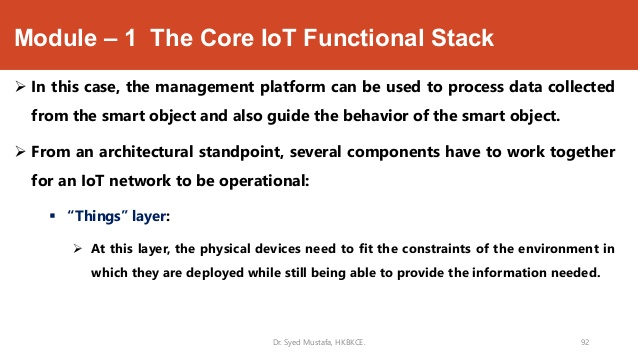 Module – 1 The Core IoT Functional Stack
➢ In this case, the management platform can be used to process data collected
from the smart object and also guide the behavior of the smart object.
➢ From an architectural standpoint, several components have to work together
for an IoT network to be operational:
▪ “Things” layer:
➢ At this layer, the physical devices need to fit the constraints of the environment in
which they are deployed while still being able to provide the information needed.
Dr. Syed Mustafa, HKBKCE.
92